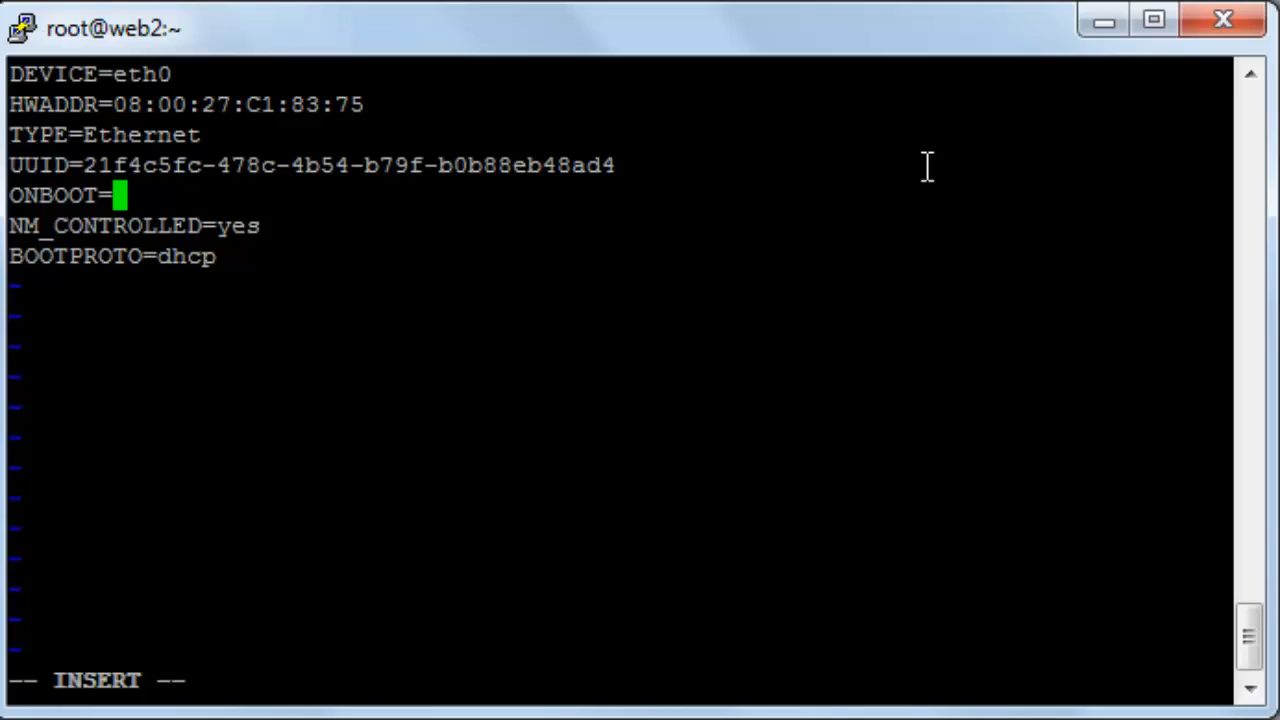 root@web2:~
DEVICE=eth0
HWADDR=08:00:27:C1:83:75
TYPE=Ethernet
UUID=21f4c5fc-478c-4b54-b79f-b0b88eb48ad4
ONBOOT=
NM_CONTROLLED=yes
BOOTPROTO=dhcp
~
~
~
~
~
~
~
~
~
~
~
~
~
-- INSERT --